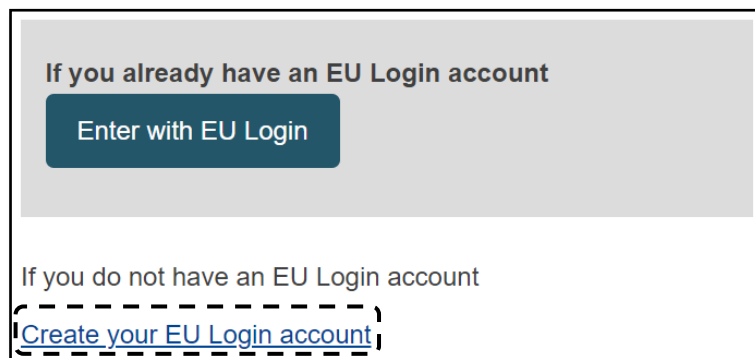 If you already have an EU Login account
Enter with EU Login
If you do not have an EU Login account
Create your EU Login account